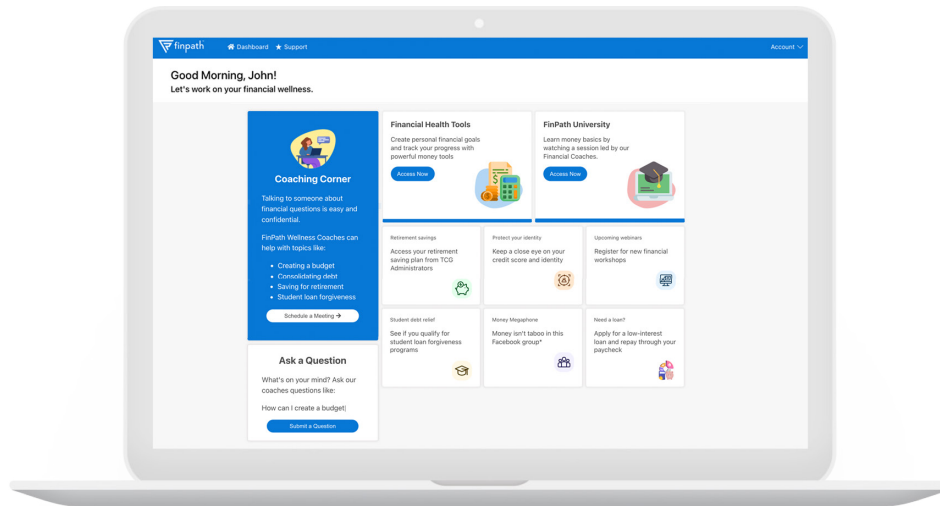 finpath Dashboard Support Account
Good Morning, John!
Let's work on your financial wellness.
Coaching Corner
Talking to someone about
financial questions is easy and
confidential.
FinPath Wellness Coaches can
help with topics like:
• Creating a budget
• Consolidating debt
• Saving for retirement
• Student loan forgiveness
Schedule a Meeting →
Ask a Question
What's on your mind? Ask our
coaches questions like:
How can I create a budget|
Submit a Question
Financial Health Tools
Create personal financial goals
and track your progress with
powerful money tools
Access Now
FinPath University
Learn money basics by
watching a session led by our
Financial Coaches.
Access Now
Retirement savings
Access your retirement
saving plan from TCG
Administrators
Protect your identity
Keep a close eye on your
credit score and identity
Upcoming webinars
Register for new financial
workshops
Student debt relief
See if you qualify for
student loan forgiveness
programs
Money Megaphone
Money isn't taboo in this
Facebook group*
Need a loan?
Apply for a low-interest
loan and repay through your
paycheck